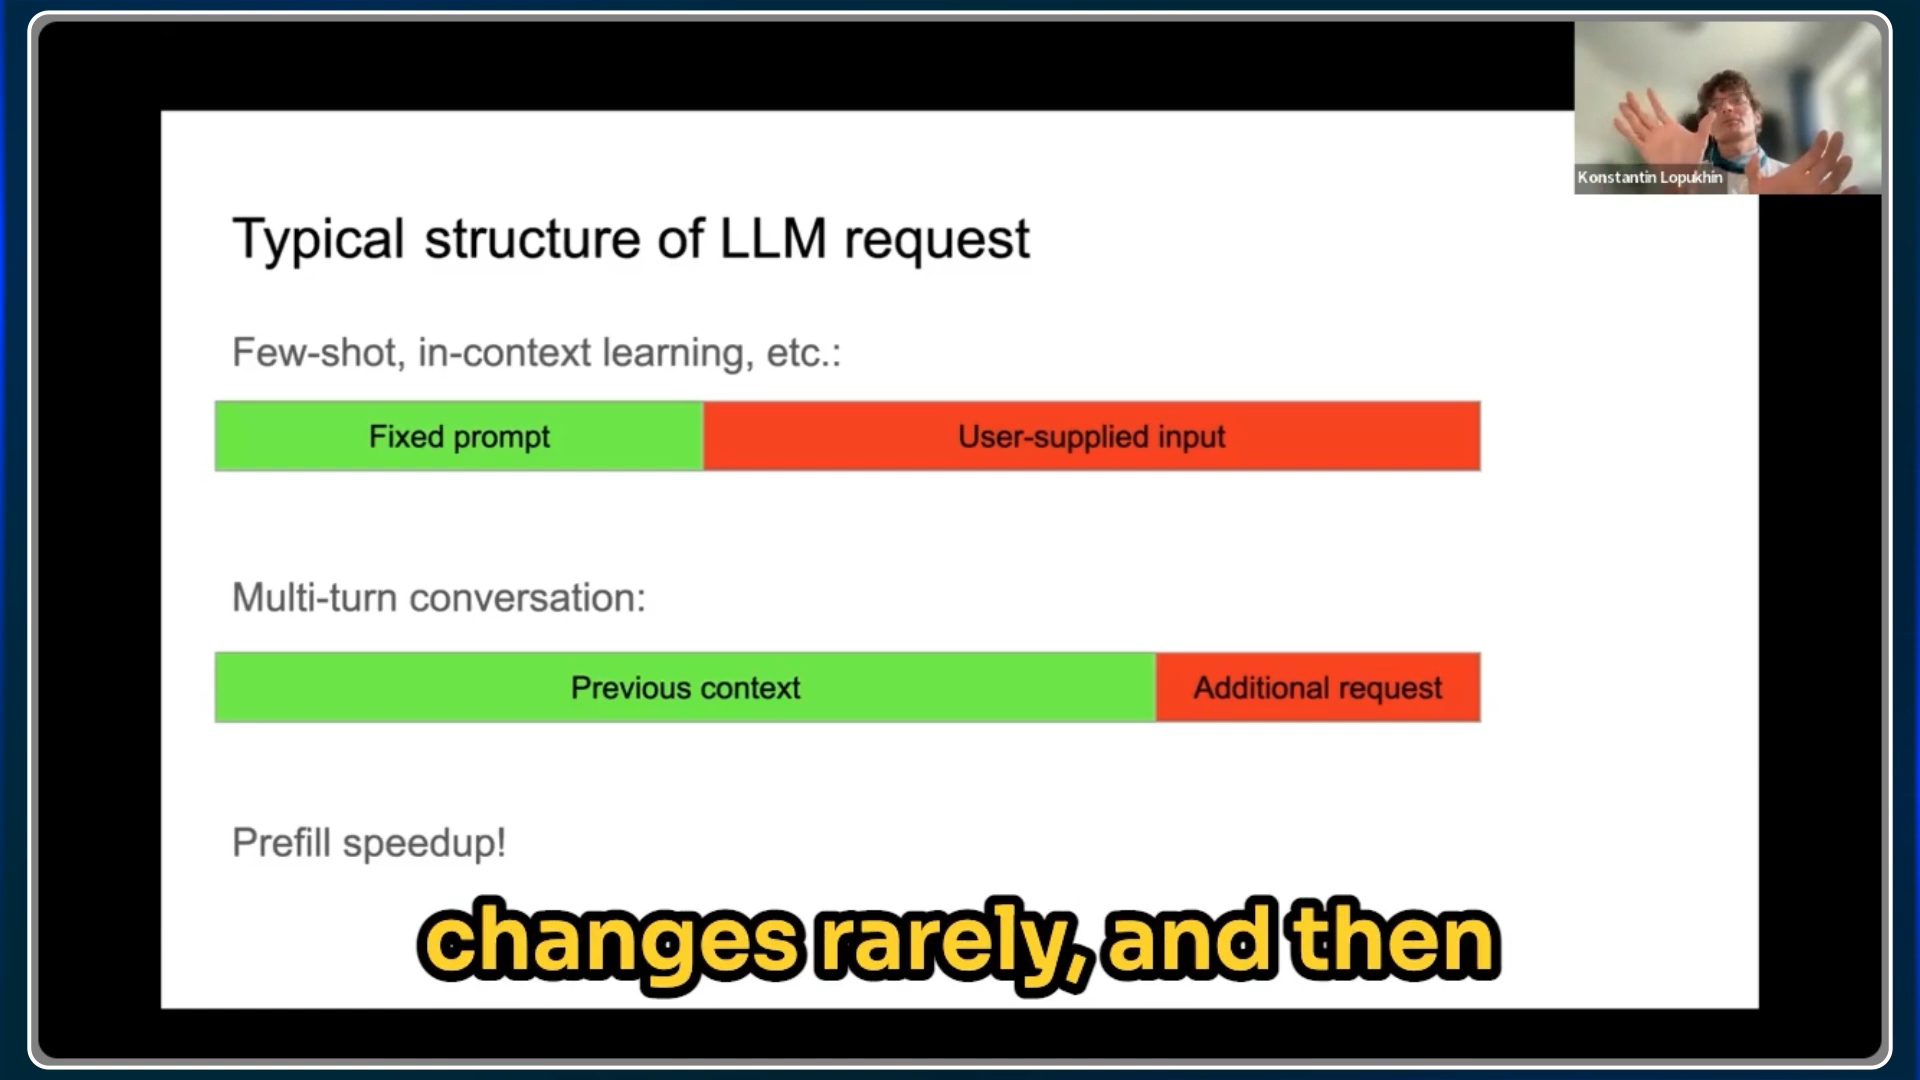 Konstantin Lopukhin
Typical structure of LLM request
Few-shot, in-context learning, etc.:
Fixed prompt
User-supplied input
Multi-turn conversation:
Previous context
Additional request
Prefill speedup!
changes rarely, and then